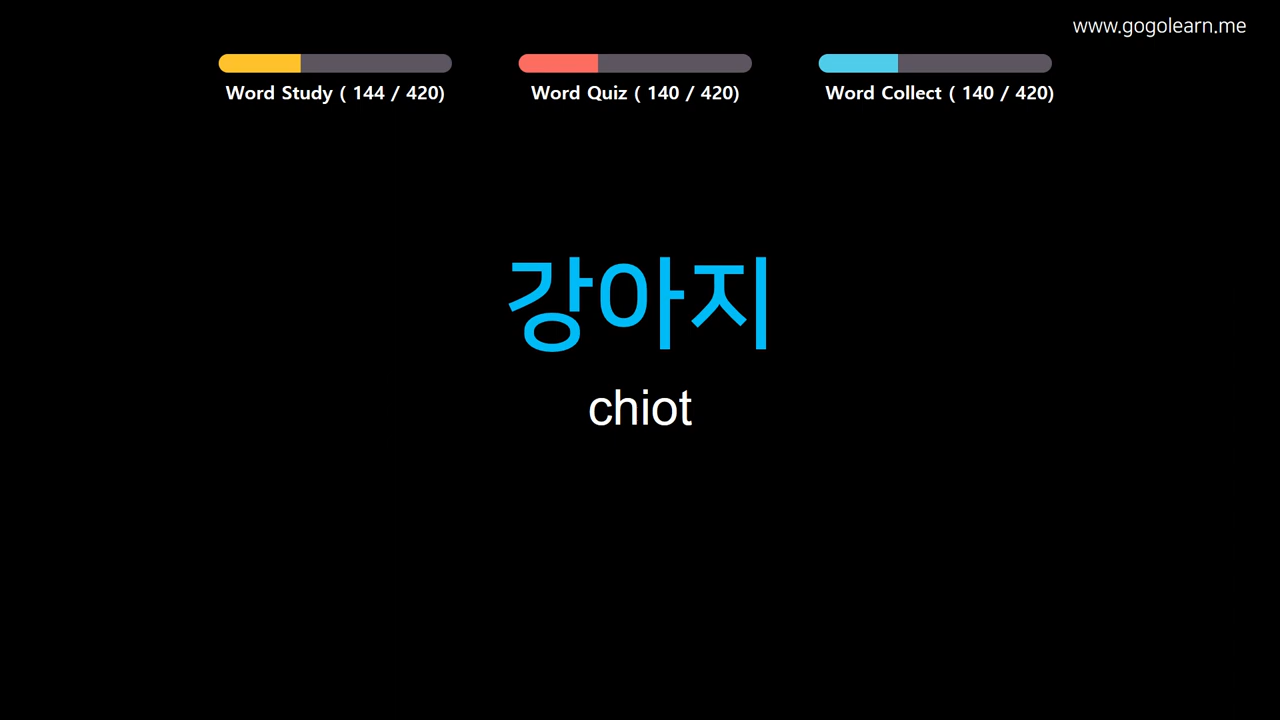 www.gogolearn.me
Word Study ( 144 / 420)
Word Quiz ( 140 / 420)
Word Collect ( 140 / 420)
강아지
chiot